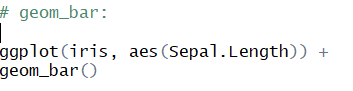 # geom_bar:
ggplot(iris, aes(Sepal.Length)) +
geom_bar()